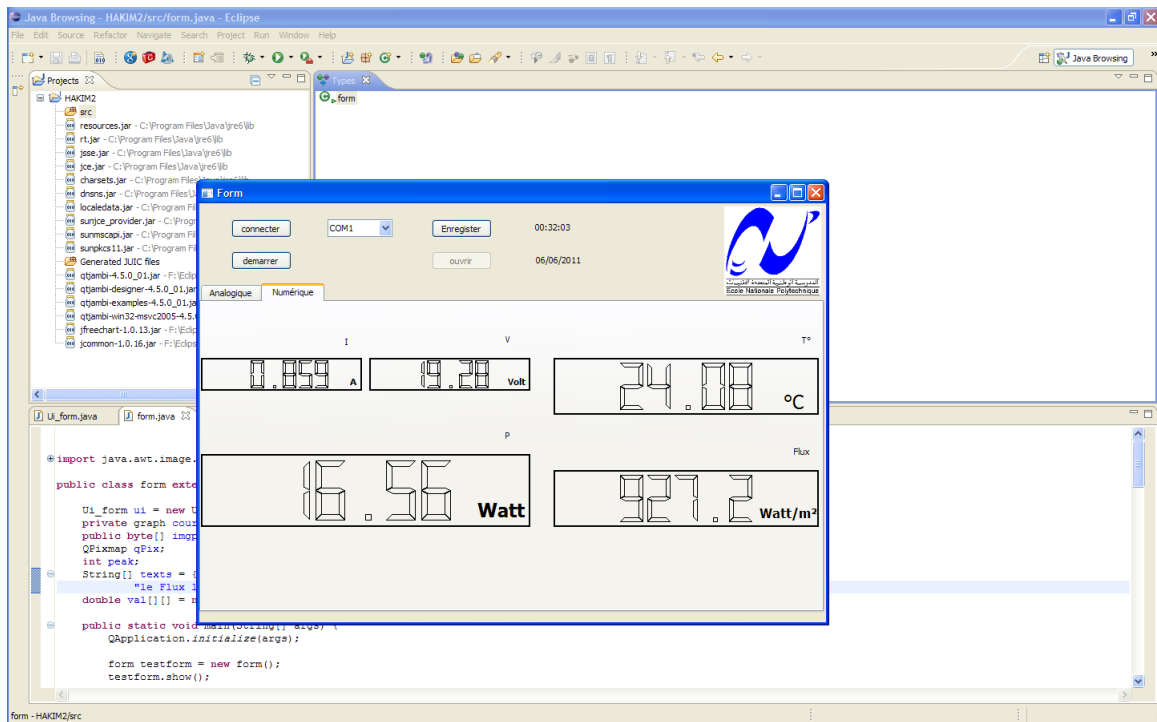 Java Browsing - HAKIM2/src/form.java - Eclipse
File Edit Source Refactor Navigate Search Project Run Window Help
Java Browsing
Projects
Types
HAKIM2
form
src
resources.jar - C:\Program Files\Java\jre6\lib
rt.jar - C:\Program Files\Java\jre6\lib
jsse.jar - C:\Program Files\Java\jre6\lib
jce.jar - C:\Program Files\Java\jre6\lib
charsets.jar - C:\Program Files\Java\jre6\lib
dnsns.jar - C:\Program Files\J
localedata.jar - C:\Program Fi
sunjce_provider.jar - C:\Progr
sunmscapi.jar - C:\Program Fi
sunpkcs11.jar - C:\Program Fi
Generated JUIC files
qtjambi-4.5.0_01.jar - F:\Eclip
qtjambi-designer-4.5.0_01.jar
qtjambi-examples-4.5.0_01.ja
qtjambi-win32-msvc2005-4.5.
jfreechart-1.0.13.jar - F:\Eclip
jcommon-1.0.16.jar - F:\Eclips
Form
connecter COM1 Enregister 00:32:03
demarrer ouvrir 06/06/2011
Ecole Nationale Polytechnique
Analogique Numérique
I V T°
0.859 A 19.28 Volt 24.08 °C
P Flux
16.56 Watt 927.2 Watt/m²
Ui_form.java form.java
import java.awt.image.
public class form exte
Ui_form ui = new U
private graph cour
public byte[] imgp
QPixmap qPix;
int peak;
String[] texts = {
"le Flux l
double val[][] = n
public static void main(String[] args) {
QApplication.initialize(args);
form testform = new form();
testform.show();
form - HAKIM2/src